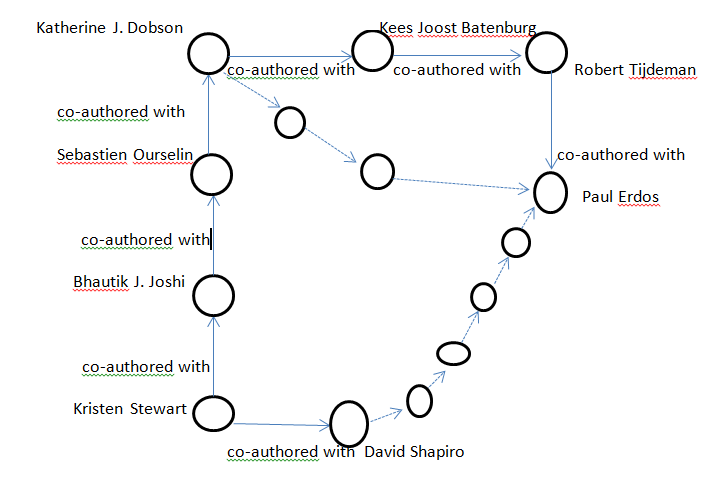 Katherine J. Dobson
Kees Joost Batenburg
co-authored with
co-authored with
Robert Tijdeman
co-authored with
Sebastien Ourselin
co-authored with
Paul Erdos
co-authored with
Bhautik J. Joshi
co-authored with
Kristen Stewart
co-authored with David Shapiro